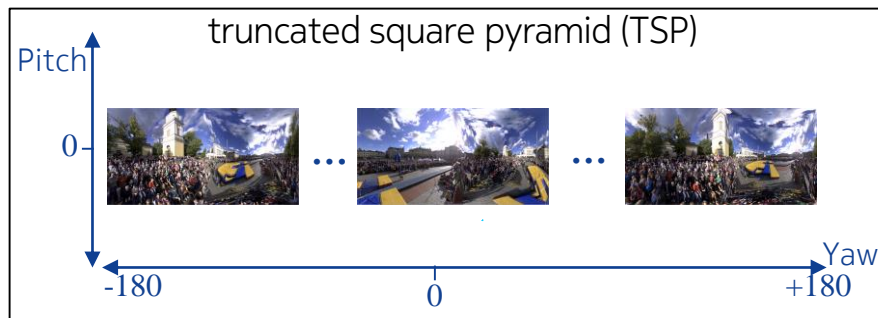 truncated square pyramid (TSP)
Pitch
0
... ...
Yaw
-180 0 +180